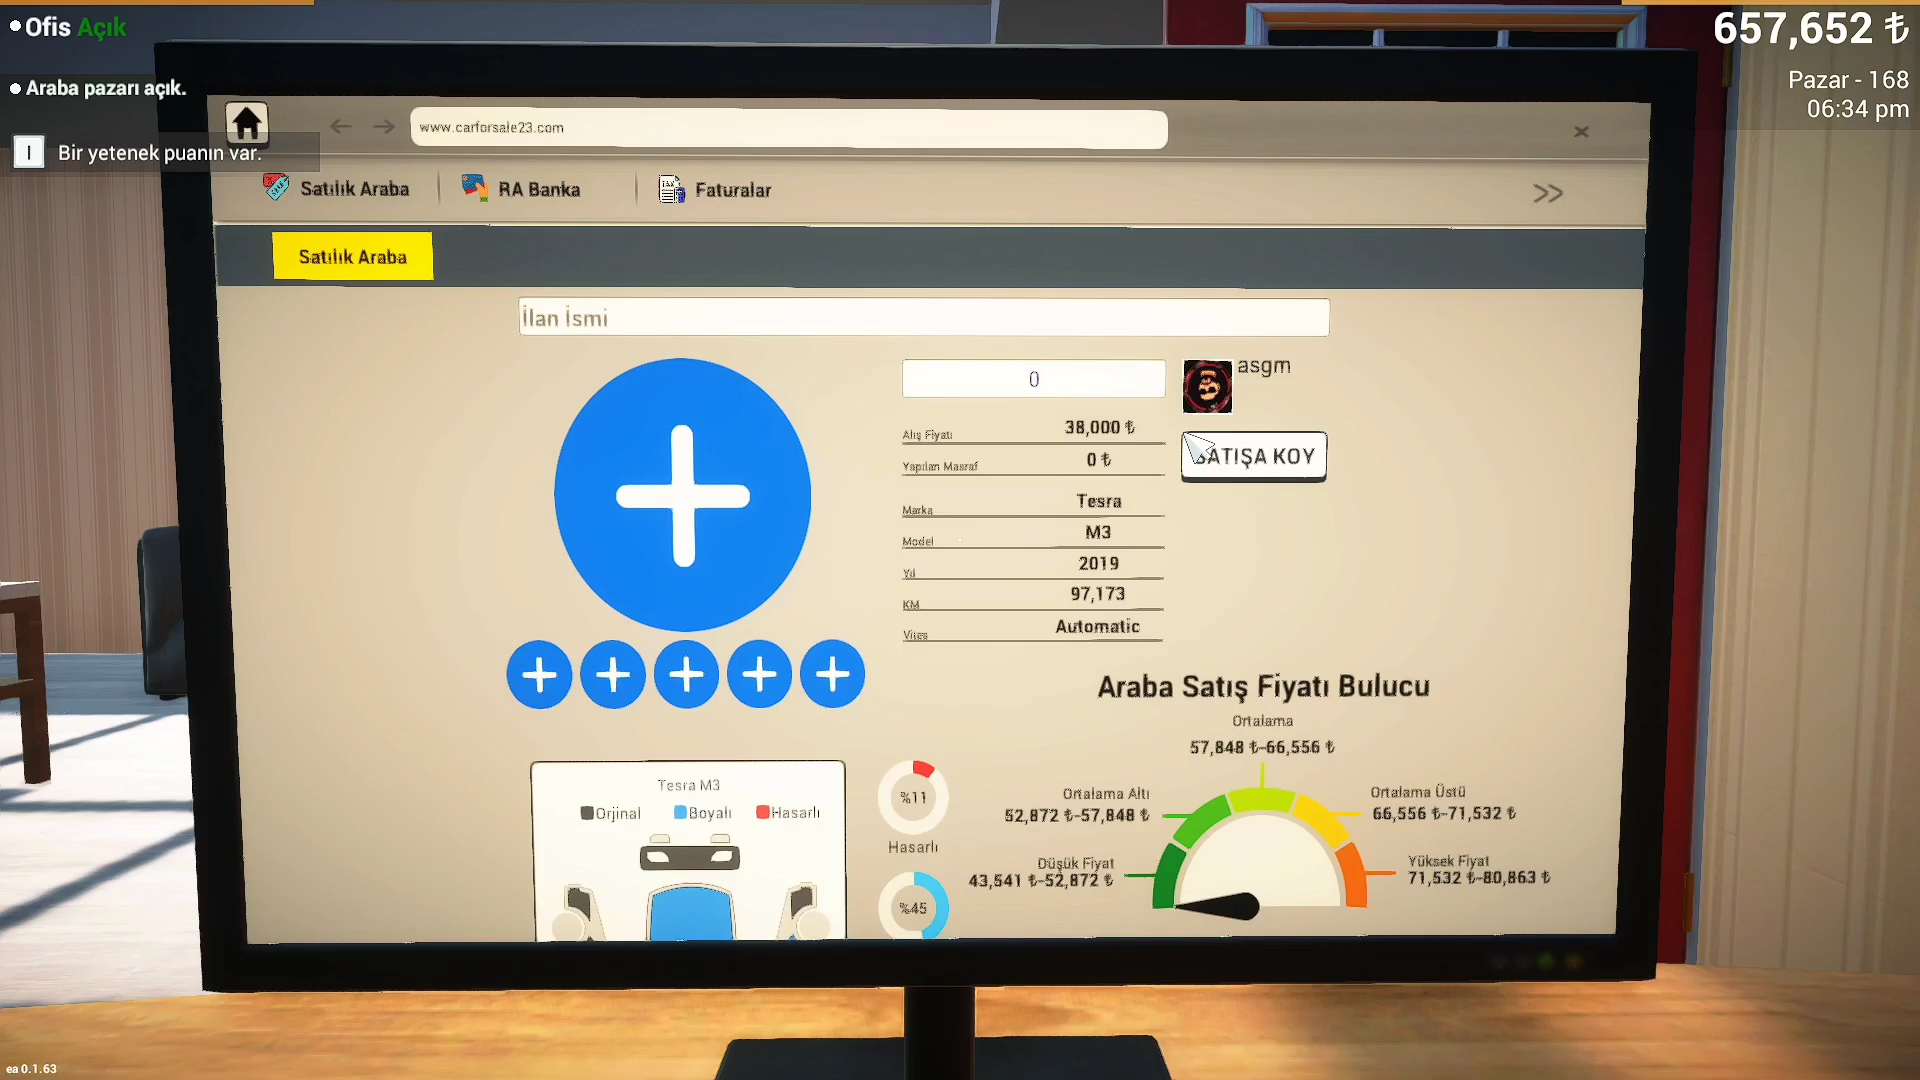 Ofis Açık
657,652 ₺
Araba pazarı açık.
Pazar - 168
06:34 pm
I Bir yetenek puanın var.
www.carforsale23.com
Satılık Araba
RA Banka
Faturalar
Satılık Araba
İlan İsmi
0
asgm
Alış Fiyatı 38,000 ₺
SATIŞA KOY
Yapılan Masraf 0 ₺
Marka Tesra
Model M3
Yıl 2019
KM 97,173
Vites Automatic
Araba Satış Fiyatı Bulucu
Ortalama
57,848 ₺-66,556 ₺
Ortalama Altı
52,872 ₺-57,848 ₺
Ortalama Üstü
66,556 ₺-71,532 ₺
Düşük Fiyat
43,541 ₺-52,872 ₺
Yüksek Fiyat
71,532 ₺-80,863 ₺
Tesra M3
Orjinal Boyalı Hasarlı
%11
Hasarlı
%45
ea 0.1.63